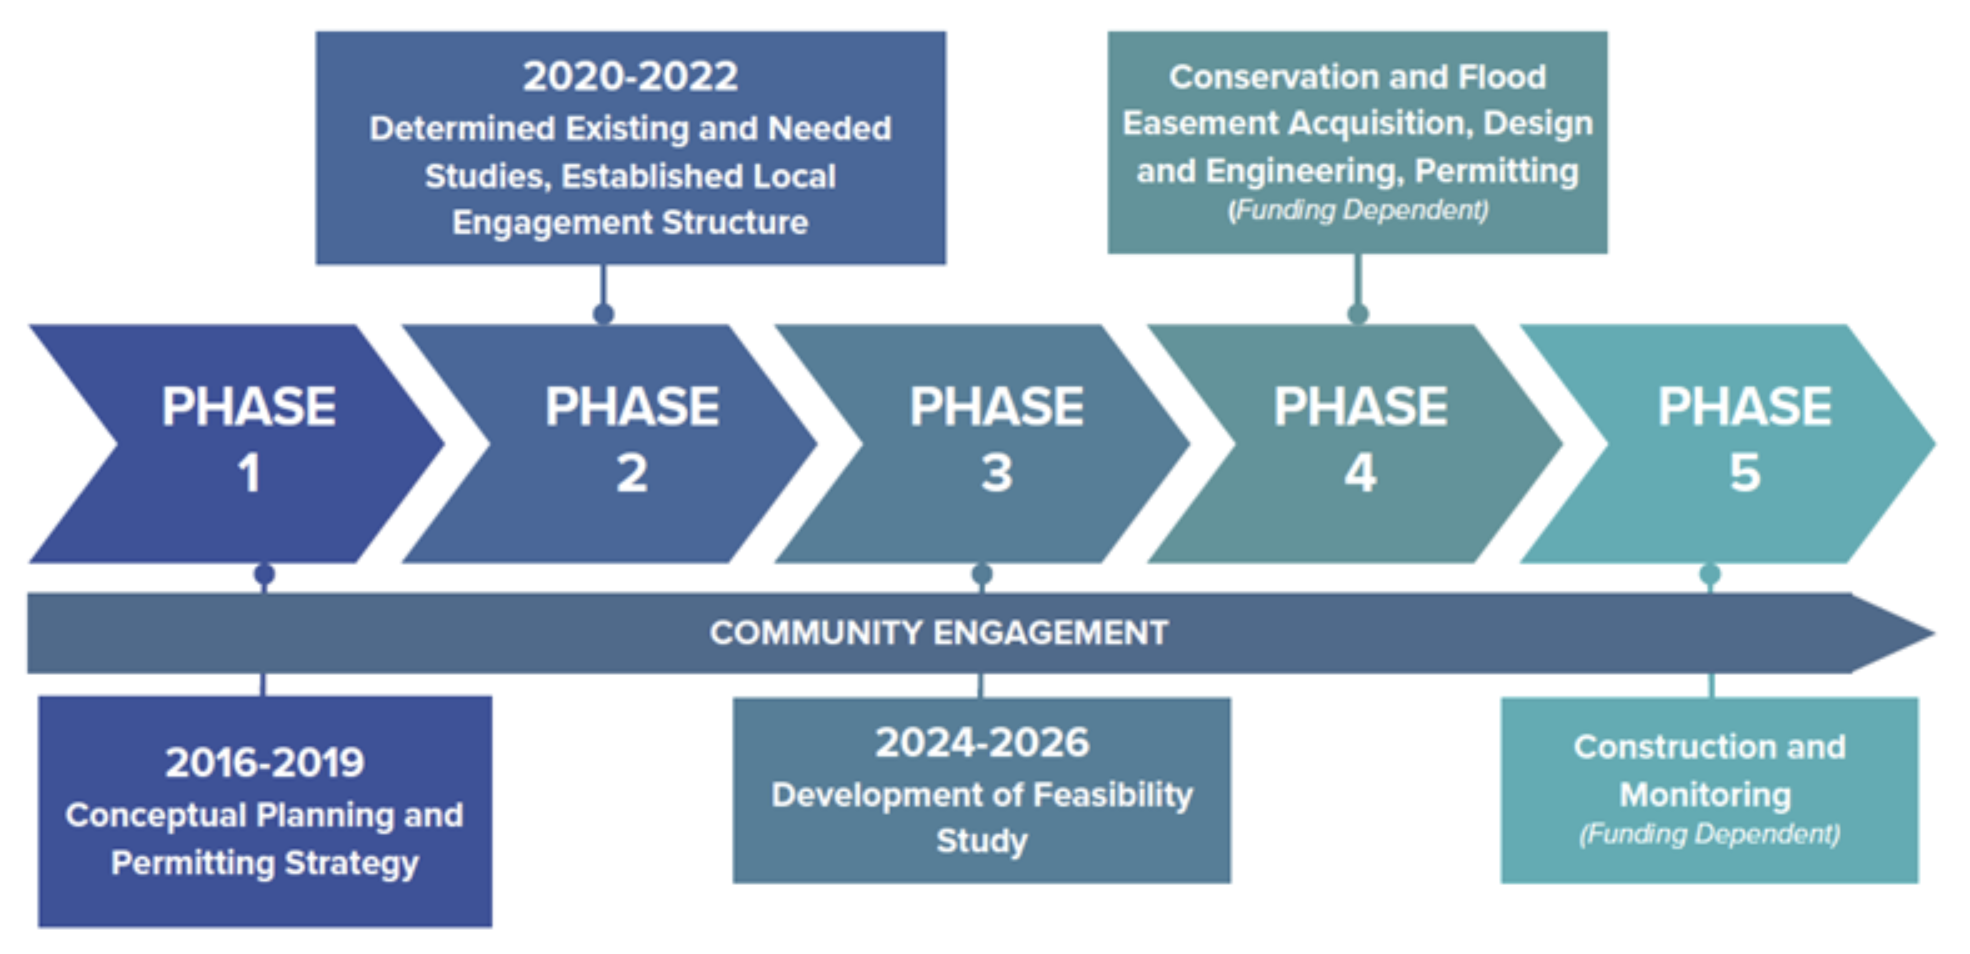 2020-2022
Determined Existing and Needed
Studies, Established Local
Engagement Structure
Conservation and Flood
Easement Acquisition, Design
and Engineering, Permitting
(Funding Dependent)
PHASE
1
PHASE
2
PHASE
3
PHASE
4
PHASE
5
COMMUNITY ENGAGEMENT
2016-2019
Conceptual Planning and
Permitting Strategy
2024-2026
Development of Feasibility
Study
Construction and
Monitoring
(Funding Dependent)